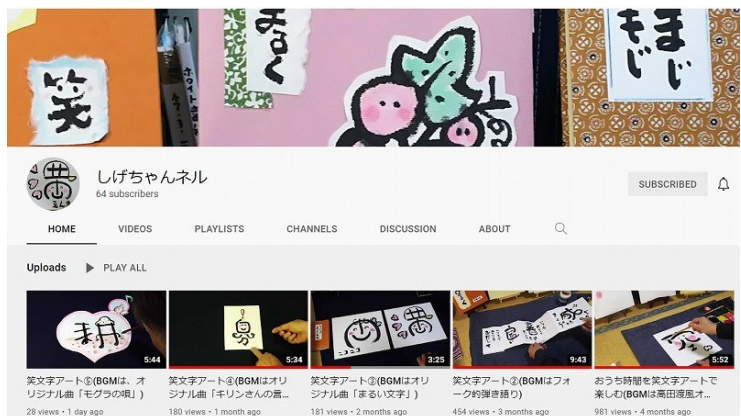 笑
まるく
まじ
もじ
しげちゃんネル
64 subscribers
SUBSCRIBED
HOME VIDEOS PLAYLISTS CHANNELS DISCUSSION ABOUT
Uploads PLAY ALL
耕
5:44
5:34
ニコニコ
3:25
9:43
5:52
笑文字アート⑤(BGMは、オ
リジナル曲「モグラの唄」)
28 views • 1 day ago
笑文字アート④(BGMはオリ
ジナル曲「キリンさんの言...
180 views • 1 month ago
笑文字アート③(BGMはオリ
ジナル曲「まるい文字」)
181 views • 2 months ago
笑文字アート②(BGMはフォ
ーク的弾き語り)
454 views • 3 months ago
おうち時間を笑文字アートで
楽しむ(BGMは高田渡風オ...
981 views • 4 months ago